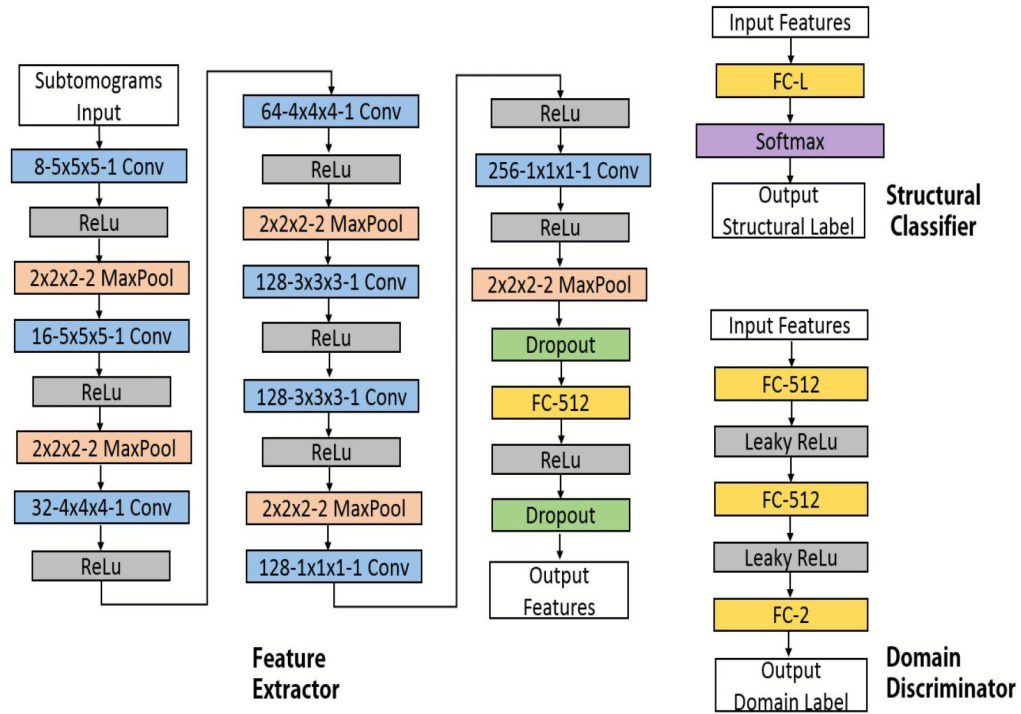 Subtomograms
Input
8-5x5x5-1 Conv
ReLu
2x2x2-2 MaxPool
16-5x5x5-1 Conv
ReLu
2x2x2-2 MaxPool
32-4x4x4-1 Conv
ReLu
64-4x4x4-1 Conv
ReLu
2x2x2-2 MaxPool
128-3x3x3-1 Conv
ReLu
128-3x3x3-1 Conv
ReLu
2x2x2-2 MaxPool
128-1x1x1-1 Conv
ReLu
256-1x1x1-1 Conv
ReLu
2x2x2-2 MaxPool
Dropout
FC-512
ReLu
Dropout
Output
Features
Feature
Extractor
Input Features
FC-L
Softmax
Output
Structural Label
Structural
Classifier
Input Features
FC-512
Leaky ReLu
FC-512
Leaky ReLu
FC-2
Output
Domain Label
Domain
Discriminator